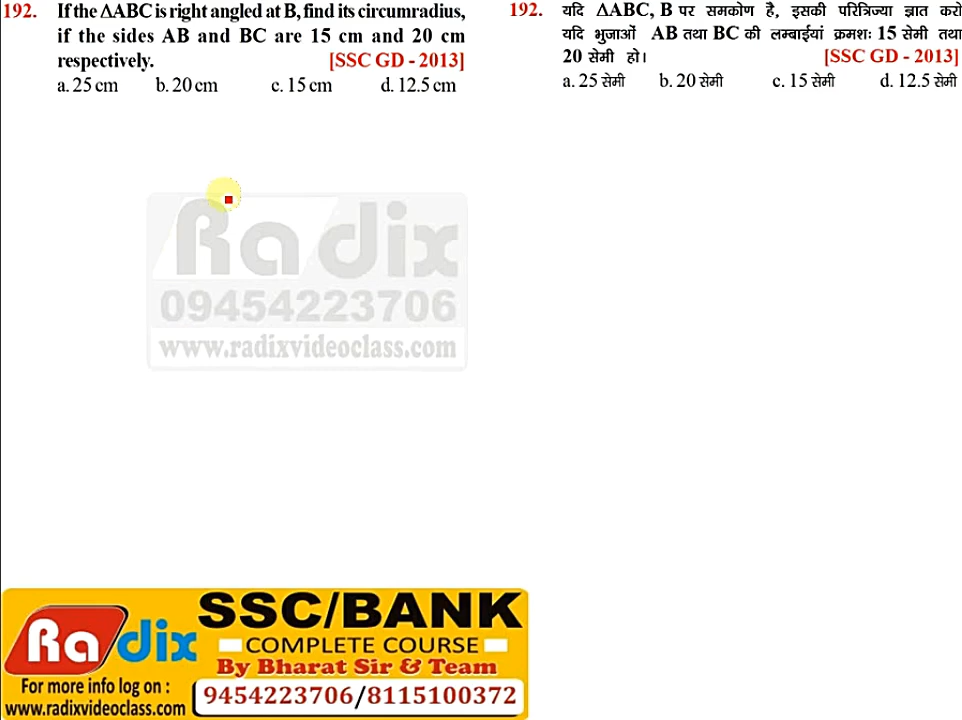 192. If the ΔABC is right angled at B, find its circumradius,
if the sides AB and BC are 15 cm and 20 cm
respectively. [SSC GD - 2013]
a. 25 cm b. 20 cm c. 15 cm d. 12.5 cm
192. यदि ΔABC, B पर समकोण है, इसकी परित्रिज्या ज्ञात करो
यदि भुजाओं AB तथा BC की लम्बाईयां क्रमशः 15 सेमी तथा
20 सेमी हो। [SSC GD - 2013]
a. 25 सेमी b. 20 सेमी c. 15 सेमी d. 12.5 सेमी
Radix
09454223706
www.radixvideoclass.com
Radix
SSC/BANK
COMPLETE COURSE
By Bharat Sir & Team
For more info log on :
www.radixvideoclass.com
9454223706/8115100372